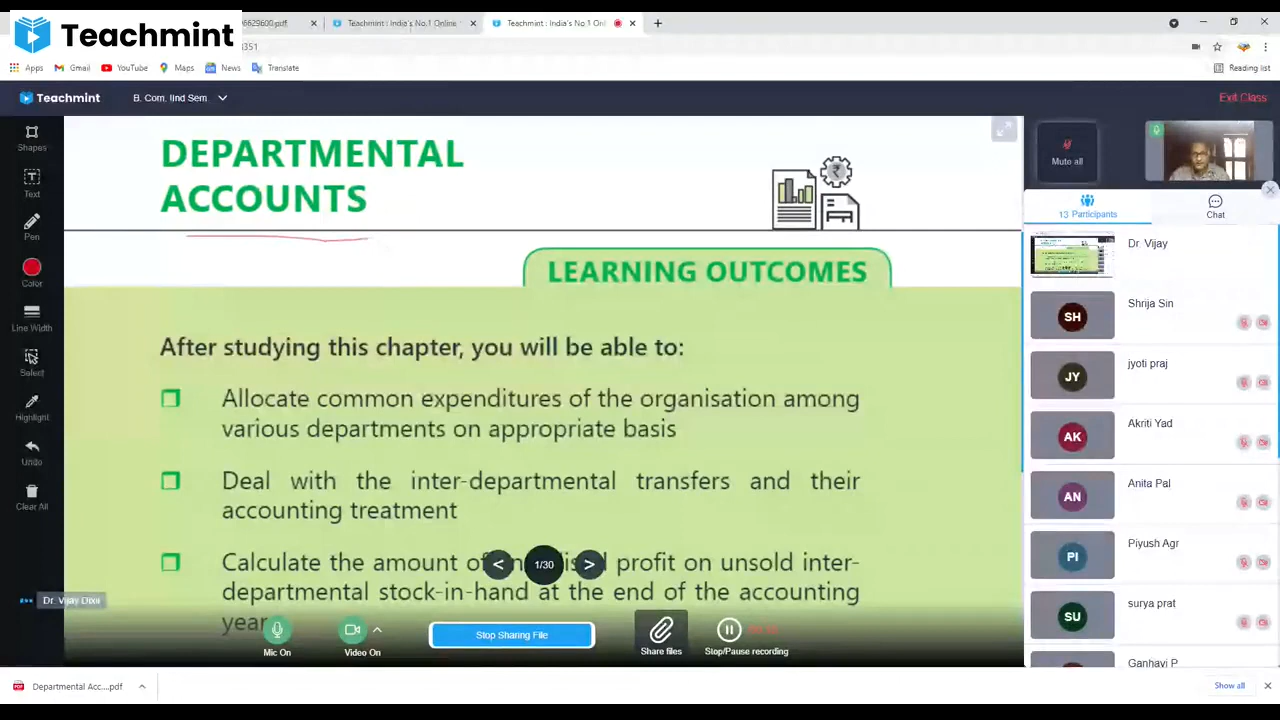 Teachmint
6629600.pdf
Teachmint : India's No.1 Online
Teachmint : India's No.1 Onl
351
Apps
Gmail
YouTube
Maps
News
Translate
Reading list
Teachmint
B. Com. IInd Sem
Exit Class
Shapes
Text
Pen
Color
Line Width
Select
Highlight
Undo
Clear All
DEPARTMENTAL
ACCOUNTS
LEARNING OUTCOMES
After studying this chapter, you will be able to:
Allocate common expenditures of the organisation among
various departments on appropriate basis
Deal with the inter-departmental transfers and their
accounting treatment
Calculate the amount of profit on unsold inter-
departmental stock-in-hand at the end of the accounting
year
< 1/30 >
Dr. Vijay Dixit
Mic On
Video On
Stop Sharing File
Share files
Stop/Pause recording
Mute all
13 Participants
Chat
Dr. Vijay
SH
Shrija Sin
JY
jyoti praj
AK
Akriti Yad
AN
Anita Pal
PI
Piyush Agr
SU
surya prat
Ganhavi P
Departmental Acc....pdf
Show all